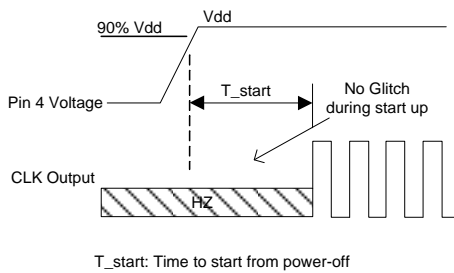 Vdd
90% Vdd
T_start
No Glitch
during start up
Pin 4 Voltage
CLK Output
HZ
T_start: Time to start from power-off